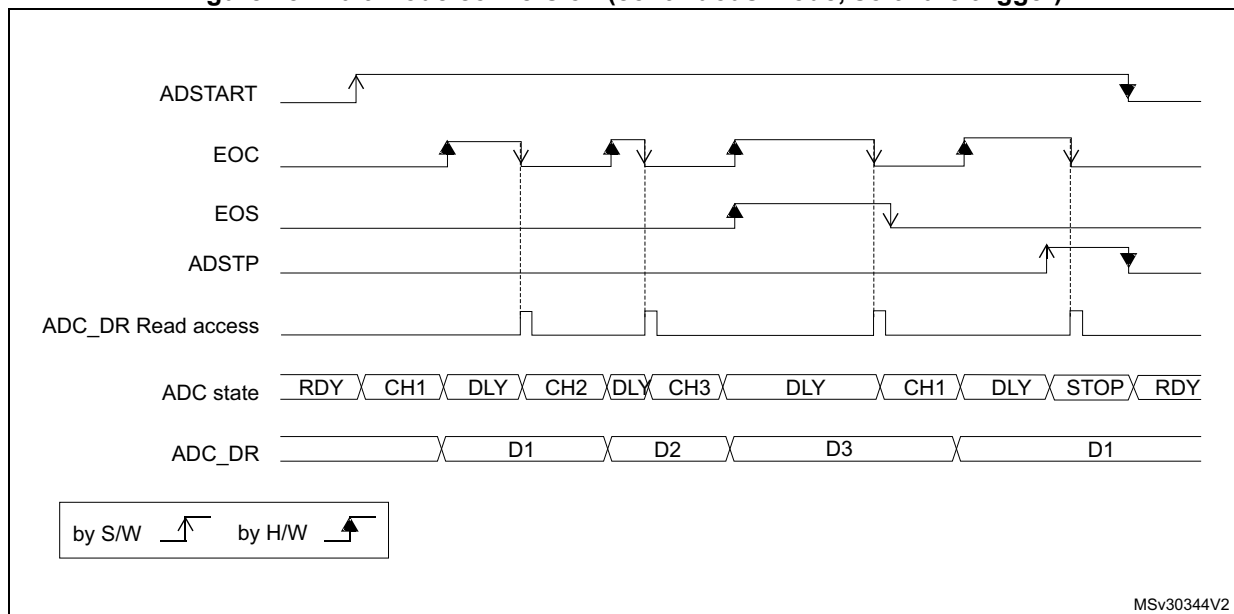 ADSTART
EOC
EOS
ADSTP
ADC_DR Read access
ADC state RDY CH1 DLY CH2 DLY CH3 DLY CH1 DLY STOP RDY
ADC_DR D1 D2 D3 D1
by S/W by H/W
MSv30344V2